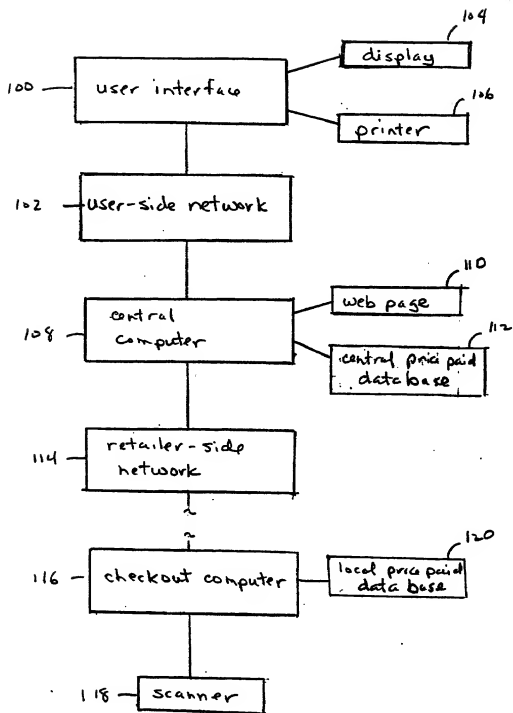 104
display
100
user interface
106
printer
102
user-side network
110
web page
108
central
computer
112
central price paid
database
114
retailer-side
network
~
~
120
116
checkout computer
local price paid
data base
118
scanner